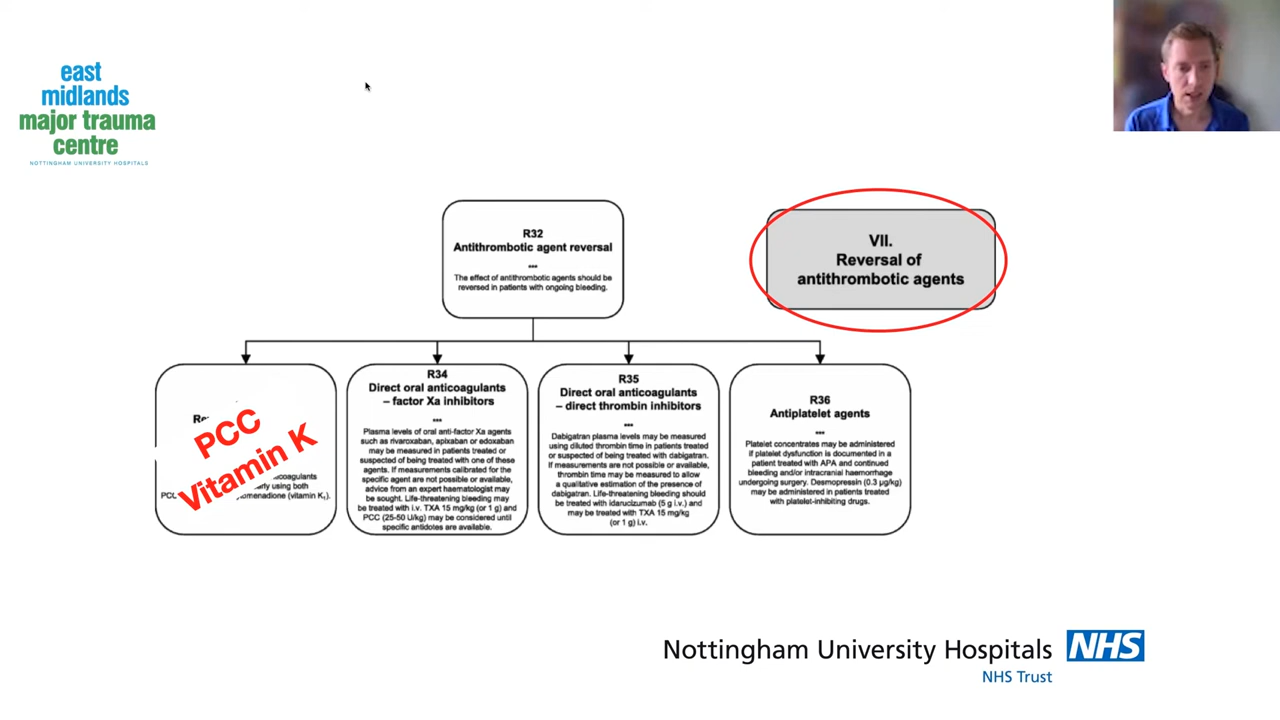 east
midlands
major trauma
centre
NOTTINGHAM UNIVERSITY HOSPITALS
R32
Antithrombotic agent reversal
***
The effect of antithrombotic agents should be
reversed in patients with ongoing bleeding.
VII.
Reversal of
antithrombotic agents
PCC
Vitamin K
PCC
R34
Direct oral anticoagulants
– factor Xa inhibitors
***
Plasma levels of oral anti-factor Xa agents
such as rivaroxaban, apixaban or edoxaban
may be measured in patients treated or
suspected of being treated with one of these
agents. If measurements calibrated for the
specific agent are not possible or available,
advice from an expert haematologist may
be sought. Life-threatening bleeding may
be treated with i.v. TXA 15 mg/kg (or 1 g) and
PCC (25-50 U/kg) may be considered until
specific antidotes are available.
R35
Direct oral anticoagulants
– direct thrombin inhibitors
***
Dabigatran plasma levels may be measured
using diluted thrombin time in patients treated
or suspected of being treated with dabigatran.
If measurements are not possible or available,
thrombin time may be measured to allow
a qualitative estimation of the presence of
dabigatran. Life-threatening bleeding should
be treated with idarucizumab (5 g i.v.) and
may be treated with TXA 15 mg/kg
(or 1 g) i.v.
R36
Antiplatelet agents
***
Platelet concentrates may be administered
if platelet dysfunction is documented in a
patient treated with APA and continued
bleeding and/or intracranial haemorrhage
undergoing surgery. Desmopressin (0.3 μg/kg)
may be administered in patients treated
with platelet-inhibiting drugs.
using both
(vitamin K₁).
Nottingham University Hospitals NHS
NHS Trust